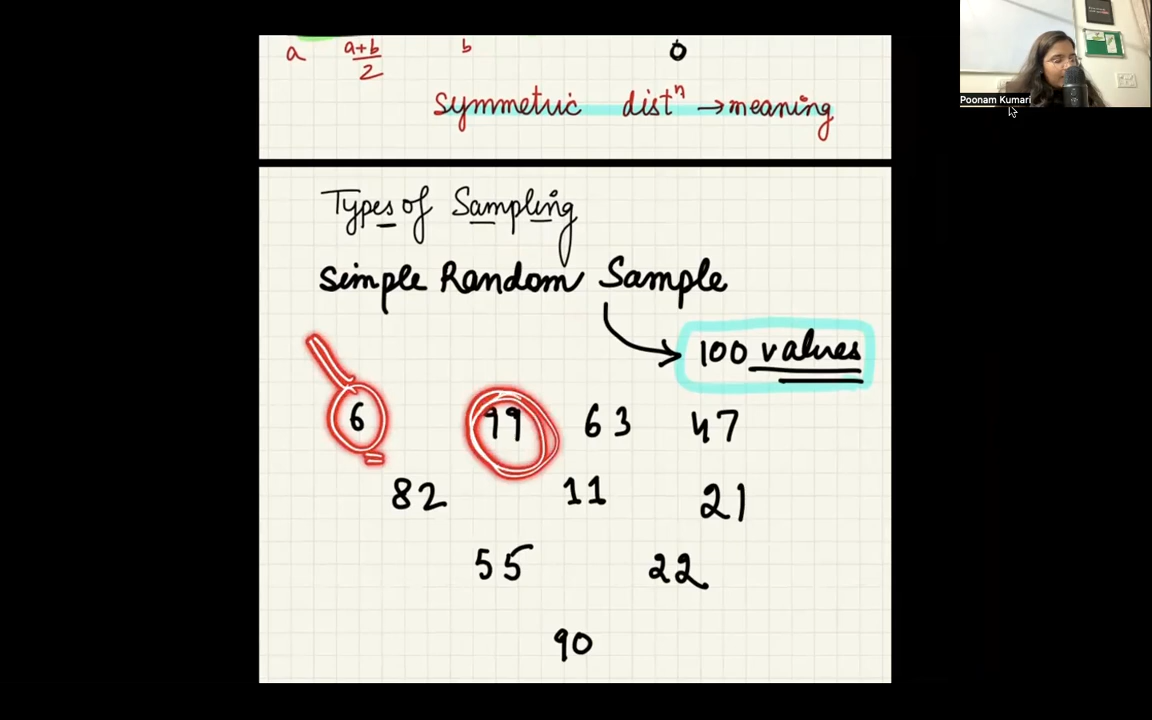 a a+b/2 b 0
Symmetric distⁿ → meaning
Poonam Kumari
Types of Sampling
Simple Random Sample
100 values
6 99 63 47
82 11 21
55 22
90